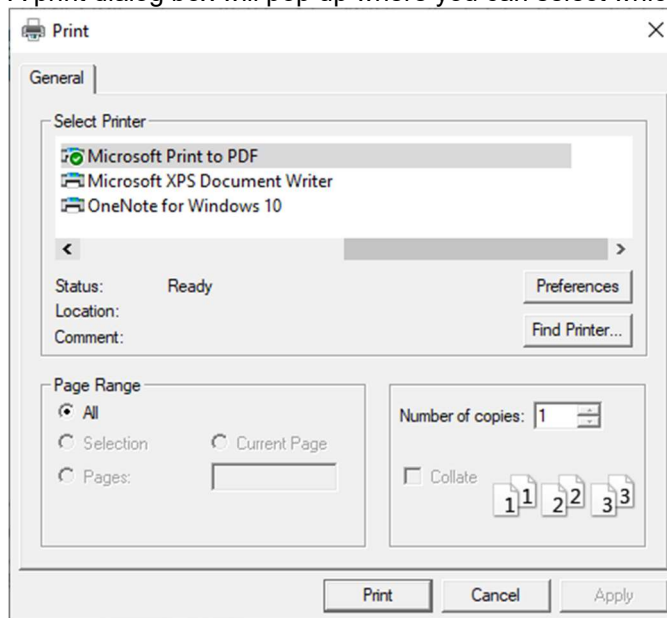 A print dialog box will pop up where you can select
Print
General
Select Printer
Microsoft Print to PDF
Microsoft XPS Document Writer
OneNote for Windows 10
Status: Ready
Preferences
Location:
Comment:
Find Printer...
Page Range
All
Selection
Current Page
Pages:
Number of copies: 1
Collate
1 1 2 2 3 3
Print Cancel Apply